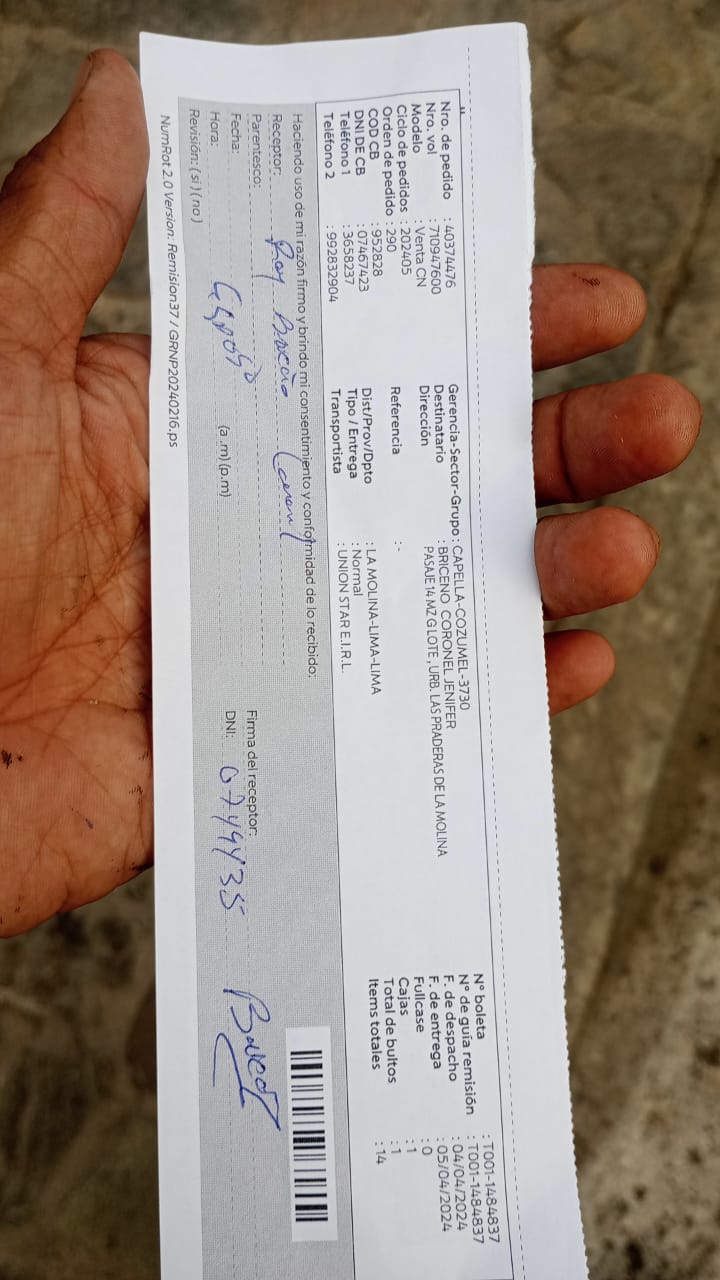 Nro. de pedido : 40374476
Nro. vol : 710947600
Modelo : Venta CN
Ciclo de pedidos : 202405
Orden de pedido : 290
COD CB : 952828
DNI DE CB : 07467423
Teléfono 1 : 3658237
Teléfono 2 : 992832904
Gerencia-Sector-Grupo : CAPELLA-COZUMEL-3730
Destinatario : BRICENO CORONEL JENIFER
Dirección PASAJE 14 MZ G LOTE , URB. LAS PRADERAS DE LA MOLINA
Referencia :-
Dist/Prov/Dpto : LA MOLINA-LIMA-LIMA
Tipo / Entrega : Normal
Transportista : UNION STAR E.I.R.L.
N° boleta : T001-1484837
N° de guía remisión : T001-1484837
F. de despacho : 04/04/2024
F. de entrega : 05/04/2024
Fullcase : 0
Cajas : 1
Total de bultos : 1
Items totales : 14
Haciendo uso de mi razón firmo y brindo mi consentimiento y conformidad de lo recibido:
Receptor: Roy
Parentesco:
Fecha:
Hora: (a .m)(p.m)
Revisión: ( si ) ( no )
Firma del receptor:
DNI: 0749435
NumRot 2.0 Version: Remision37 / GRNP20240216.ps